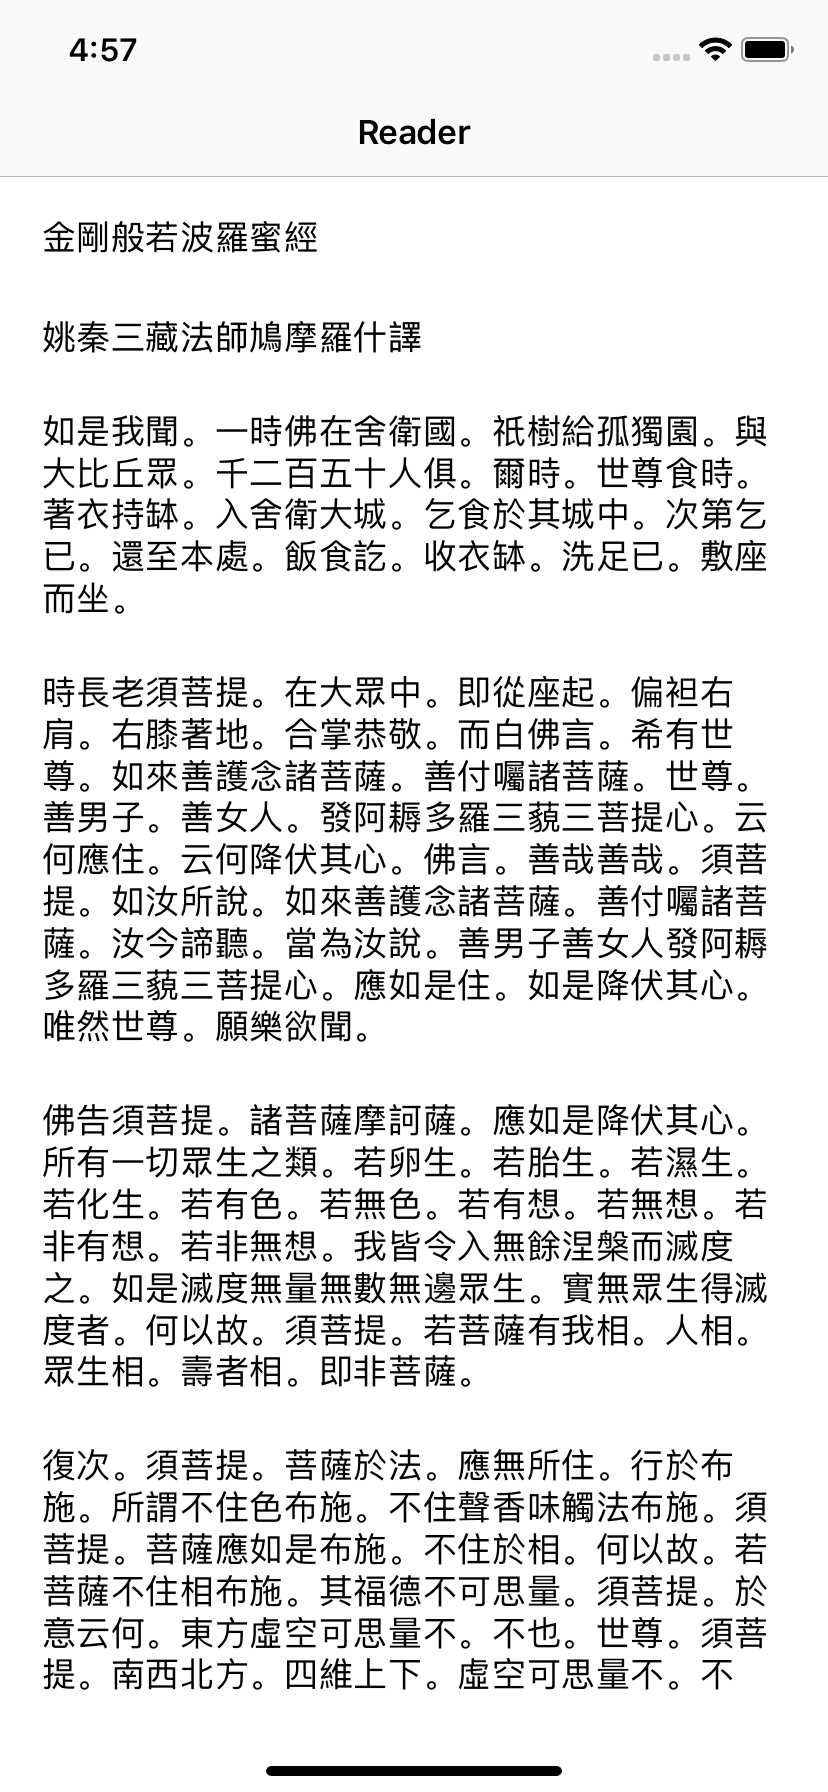 4:57
Reader
金剛般若波羅蜜經
姚秦三藏法師鳩摩羅什譯
如是我聞。一時佛在舍衛國。祇樹給孤獨園。與
大比丘眾。千二百五十人俱。爾時。世尊食時。
著衣持缽。入舍衛大城。乞食於其城中。次第乞
已。還至本處。飯食訖。收衣缽。洗足已。敷座
而坐。
時長老須菩提。在大眾中。即從座起。偏袒右
肩。右膝著地。合掌恭敬。而白佛言。希有世
尊。如來善護念諸菩薩。善付囑諸菩薩。世尊。
善男子。善女人。發阿耨多羅三藐三菩提心。云
何應住。云何降伏其心。佛言。善哉善哉。須菩
提。如汝所說。如來善護念諸菩薩。善付囑諸菩
薩。汝今諦聽。當為汝說。善男子善女人發阿耨
多羅三藐三菩提心。應如是住。如是降伏其心。
唯然世尊。願樂欲聞。
佛告須菩提。諸菩薩摩訶薩。應如是降伏其心。
所有一切眾生之類。若卵生。若胎生。若濕生。
若化生。若有色。若無色。若有想。若無想。若
非有想。若非無想。我皆令入無餘涅槃而滅度
之。如是滅度無量無數無邊眾生。實無眾生得滅
度者。何以故。須菩提。若菩薩有我相。人相。
眾生相。壽者相。即非菩薩。
復次。須菩提。菩薩於法。應無所住。行於布
施。所謂不住色布施。不住聲香味觸法布施。須
菩提。菩薩應如是布施。不住於相。何以故。若
菩薩不住相布施。其福德不可思量。須菩提。於
意云何。東方虛空可思量不。不也。世尊。須菩
提。南西北方。四維上下。虛空可思量不。不